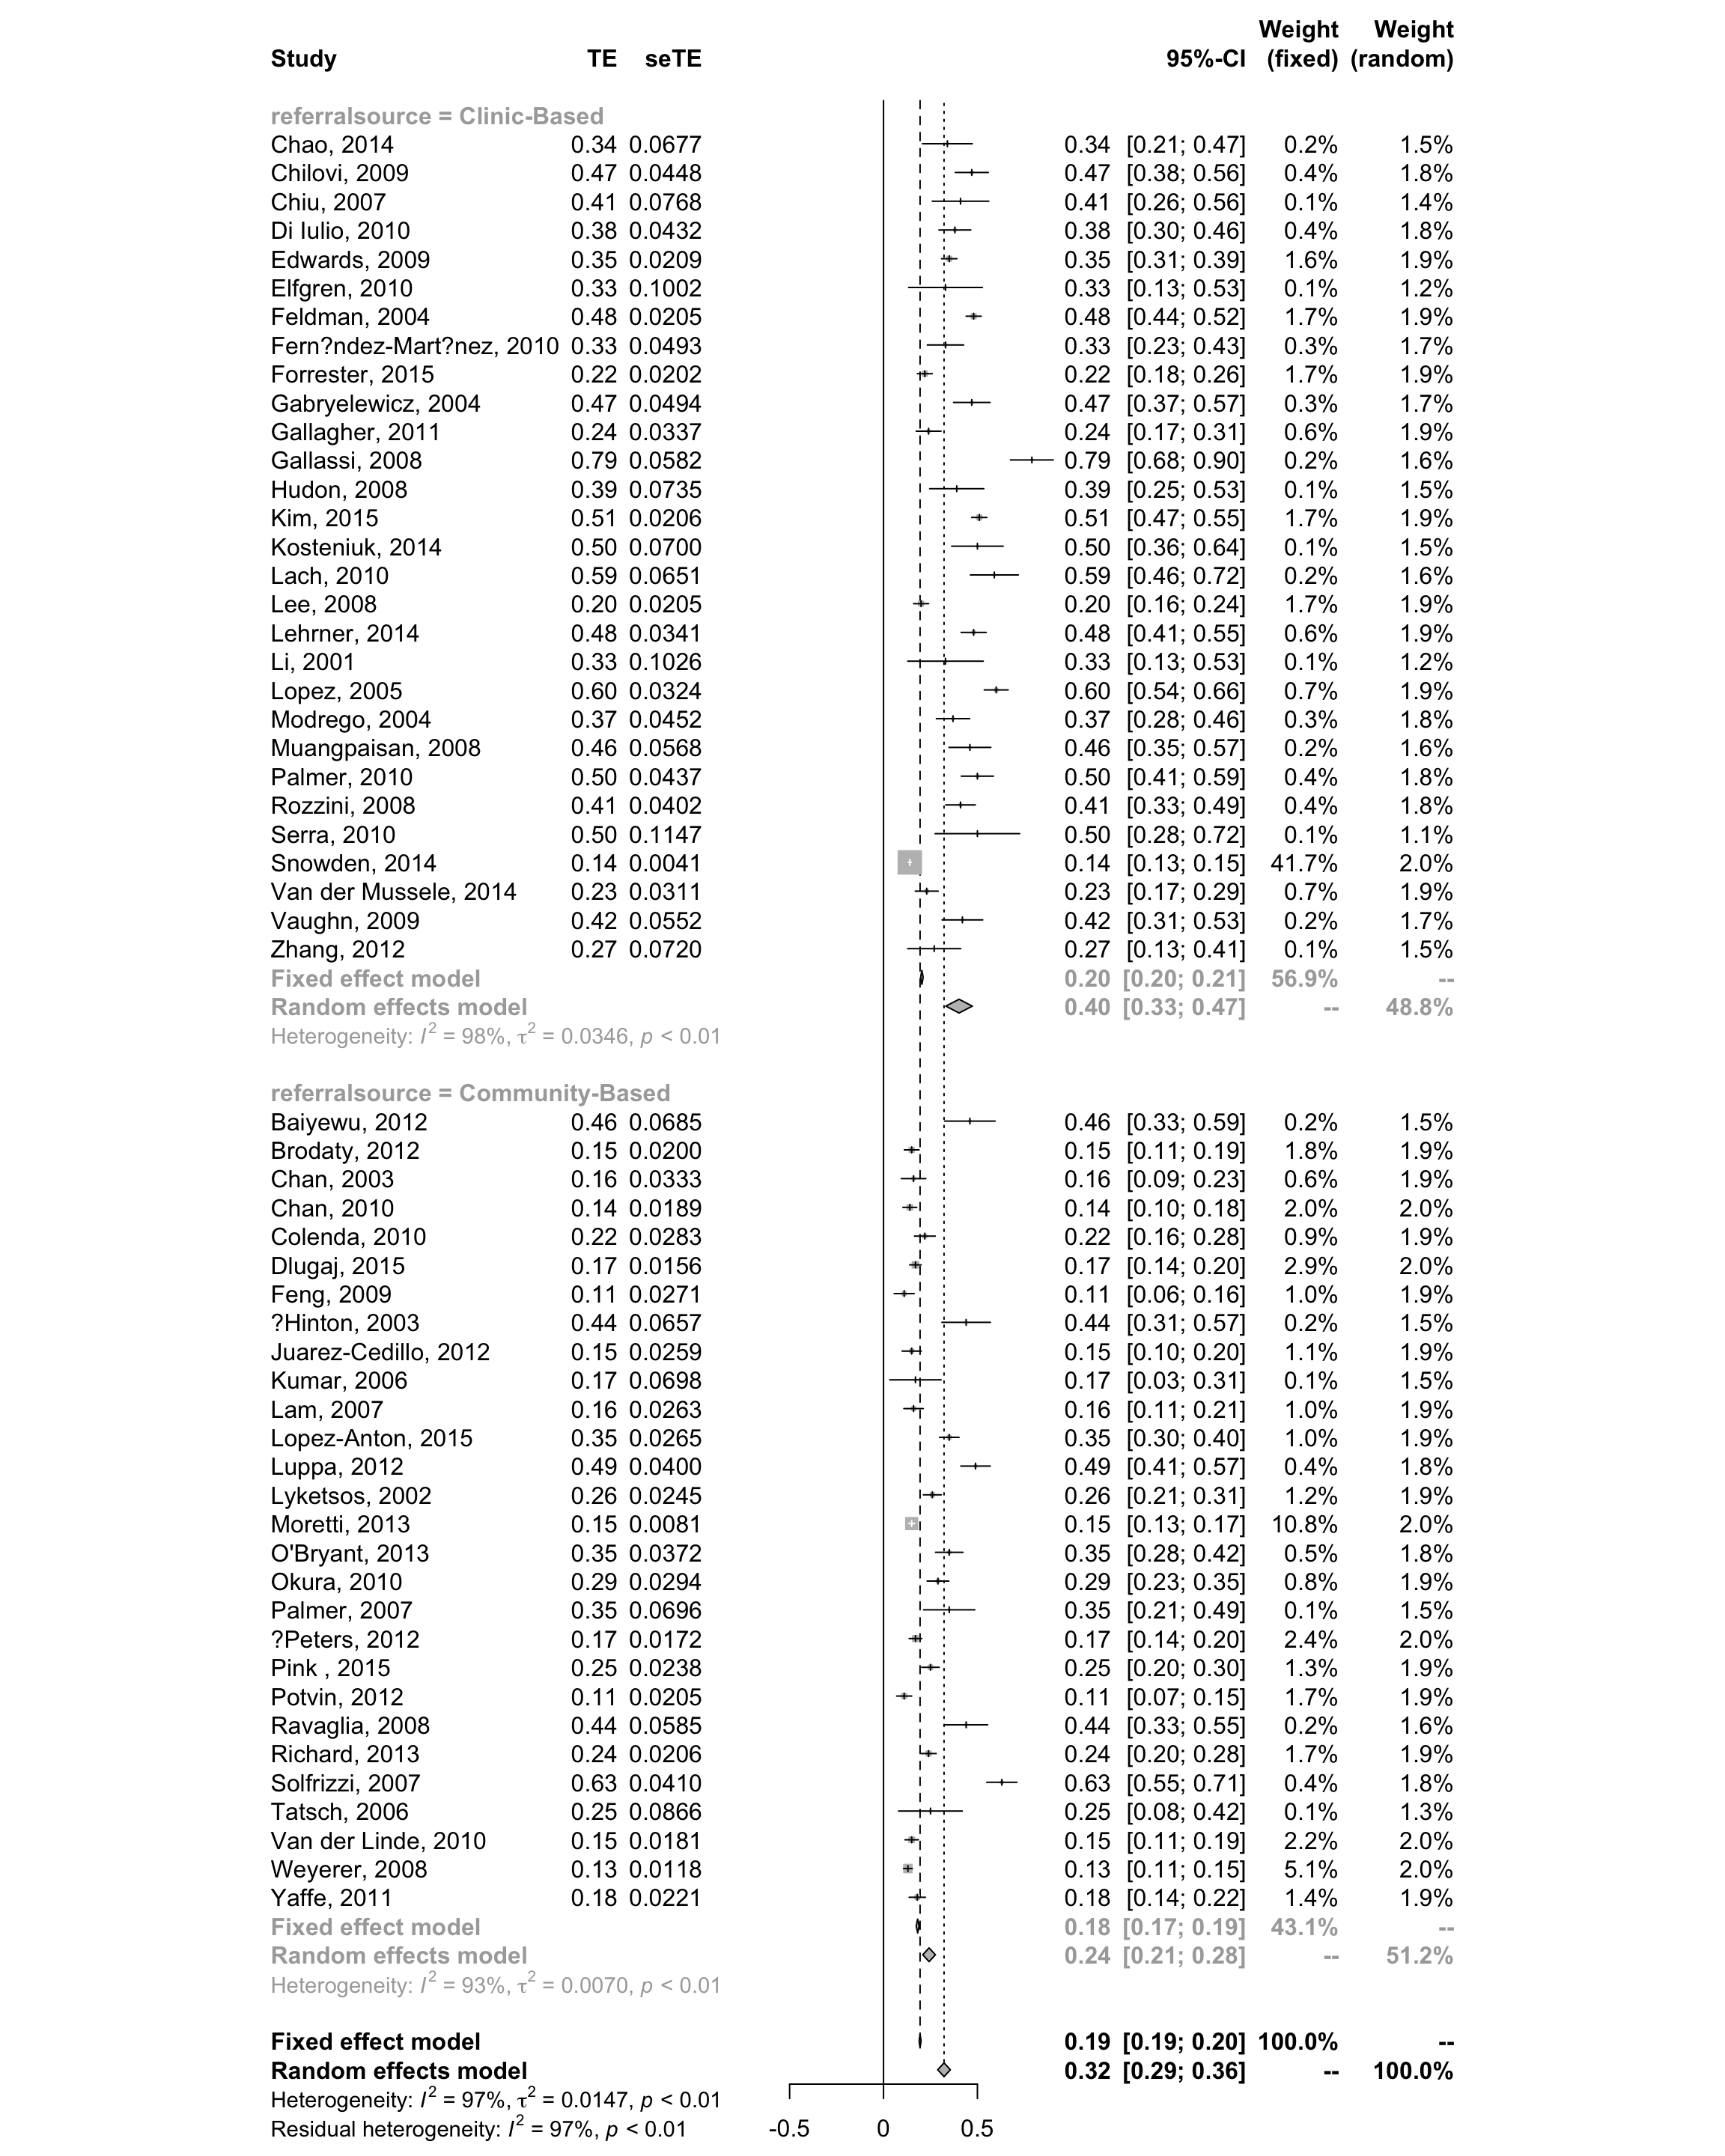 Weight Weight
Study TE seTE 95%-CI (fixed) (random)
referralsource = Clinic-Based
Chao, 2014 0.34 0.0677 0.34 [0.21; 0.47] 0.2% 1.5%
Chilovi, 2009 0.47 0.0448 0.47 [0.38; 0.56] 0.4% 1.8%
Chiu, 2007 0.41 0.0768 0.41 [0.26; 0.56] 0.1% 1.4%
Di Iulio, 2010 0.38 0.0432 0.38 [0.30; 0.46] 0.4% 1.8%
Edwards, 2009 0.35 0.0209 0.35 [0.31; 0.39] 1.6% 1.9%
Elfgren, 2010 0.33 0.1002 0.33 [0.13; 0.53] 0.1% 1.2%
Feldman, 2004 0.48 0.0205 0.48 [0.44; 0.52] 1.7% 1.9%
Fern?ndez-Mart?nez, 2010 0.33 0.0493 0.33 [0.23; 0.43] 0.3% 1.7%
Forrester, 2015 0.22 0.0202 0.22 [0.18; 0.26] 1.7% 1.9%
Gabryelewicz, 2004 0.47 0.0494 0.47 [0.37; 0.57] 0.3% 1.7%
Gallagher, 2011 0.24 0.0337 0.24 [0.17; 0.31] 0.6% 1.9%
Gallassi, 2008 0.79 0.0582 0.79 [0.68; 0.90] 0.2% 1.6%
Hudon, 2008 0.39 0.0735 0.39 [0.25; 0.53] 0.1% 1.5%
Kim, 2015 0.51 0.0206 0.51 [0.47; 0.55] 1.7% 1.9%
Kosteniuk, 2014 0.50 0.0700 0.50 [0.36; 0.64] 0.1% 1.5%
Lach, 2010 0.59 0.0651 0.59 [0.46; 0.72] 0.2% 1.6%
Lee, 2008 0.20 0.0205 0.20 [0.16; 0.24] 1.7% 1.9%
Lehrner, 2014 0.48 0.0341 0.48 [0.41; 0.55] 0.6% 1.9%
Li, 2001 0.33 0.1026 0.33 [0.13; 0.53] 0.1% 1.2%
Lopez, 2005 0.60 0.0324 0.60 [0.54; 0.66] 0.7% 1.9%
Modrego, 2004 0.37 0.0452 0.37 [0.28; 0.46] 0.3% 1.8%
Muangpaisan, 2008 0.46 0.0568 0.46 [0.35; 0.57] 0.2% 1.6%
Palmer, 2010 0.50 0.0437 0.50 [0.41; 0.59] 0.4% 1.8%
Rozzini, 2008 0.41 0.0402 0.41 [0.33; 0.49] 0.4% 1.8%
Serra, 2010 0.50 0.1147 0.50 [0.28; 0.72] 0.1% 1.1%
Snowden, 2014 0.14 0.0041 0.14 [0.13; 0.15] 41.7% 2.0%
Van der Mussele, 2014 0.23 0.0311 0.23 [0.17; 0.29] 0.7% 1.9%
Vaughn, 2009 0.42 0.0552 0.42 [0.31; 0.53] 0.2% 1.7%
Zhang, 2012 0.27 0.0720 0.27 [0.13; 0.41] 0.1% 1.5%
Fixed effect model 0.20 [0.20; 0.21] 56.9% --
Random effects model 0.40 [0.33; 0.47] -- 48.8%
Heterogeneity: I² = 98%, τ² = 0.0346, p < 0.01
referralsource = Community-Based
Baiyewu, 2012 0.46 0.0685 0.46 [0.33; 0.59] 0.2% 1.5%
Brodaty, 2012 0.15 0.0200 0.15 [0.11; 0.19] 1.8% 1.9%
Chan, 2003 0.16 0.0333 0.16 [0.09; 0.23] 0.6% 1.9%
Chan, 2010 0.14 0.0189 0.14 [0.10; 0.18] 2.0% 2.0%
Colenda, 2010 0.22 0.0283 0.22 [0.16; 0.28] 0.9% 1.9%
Dlugaj, 2015 0.17 0.0156 0.17 [0.14; 0.20] 2.9% 2.0%
Feng, 2009 0.11 0.0271 0.11 [0.06; 0.16] 1.0% 1.9%
?Hinton, 2003 0.44 0.0657 0.44 [0.31; 0.57] 0.2% 1.5%
Juarez-Cedillo, 2012 0.15 0.0259 0.15 [0.10; 0.20] 1.1% 1.9%
Kumar, 2006 0.17 0.0698 0.17 [0.03; 0.31] 0.1% 1.5%
Lam, 2007 0.16 0.0263 0.16 [0.11; 0.21] 1.0% 1.9%
Lopez-Anton, 2015 0.35 0.0265 0.35 [0.30; 0.40] 1.0% 1.9%
Luppa, 2012 0.49 0.0400 0.49 [0.41; 0.57] 0.4% 1.8%
Lyketsos, 2002 0.26 0.0245 0.26 [0.21; 0.31] 1.2% 1.9%
Moretti, 2013 0.15 0.0081 0.15 [0.13; 0.17] 10.8% 2.0%
O'Bryant, 2013 0.35 0.0372 0.35 [0.28; 0.42] 0.5% 1.8%
Okura, 2010 0.29 0.0294 0.29 [0.23; 0.35] 0.8% 1.9%
Palmer, 2007 0.35 0.0696 0.35 [0.21; 0.49] 0.1% 1.5%
?Peters, 2012 0.17 0.0172 0.17 [0.14; 0.20] 2.4% 2.0%
Pink , 2015 0.25 0.0238 0.25 [0.20; 0.30] 1.3% 1.9%
Potvin, 2012 0.11 0.0205 0.11 [0.07; 0.15] 1.7% 1.9%
Ravaglia, 2008 0.44 0.0585 0.44 [0.33; 0.55] 0.2% 1.6%
Richard, 2013 0.24 0.0206 0.24 [0.20; 0.28] 1.7% 1.9%
Solfrizzi, 2007 0.63 0.0410 0.63 [0.55; 0.71] 0.4% 1.8%
Tatsch, 2006 0.25 0.0866 0.25 [0.08; 0.42] 0.1% 1.3%
Van der Linde, 2010 0.15 0.0181 0.15 [0.11; 0.19] 2.2% 2.0%
Weyerer, 2008 0.13 0.0118 0.13 [0.11; 0.15] 5.1% 2.0%
Yaffe, 2011 0.18 0.0221 0.18 [0.14; 0.22] 1.4% 1.9%
Fixed effect model 0.18 [0.17; 0.19] 43.1% --
Random effects model 0.24 [0.21; 0.28] -- 51.2%
Heterogeneity: I² = 93%, τ² = 0.0070, p < 0.01
Fixed effect model 0.19 [0.19; 0.20] 100.0% --
Random effects model 0.32 [0.29; 0.36] -- 100.0%
Heterogeneity: I² = 97%, τ² = 0.0147, p < 0.01
Residual heterogeneity: I² = 97%, p < 0.01 -0.5 0 0.5